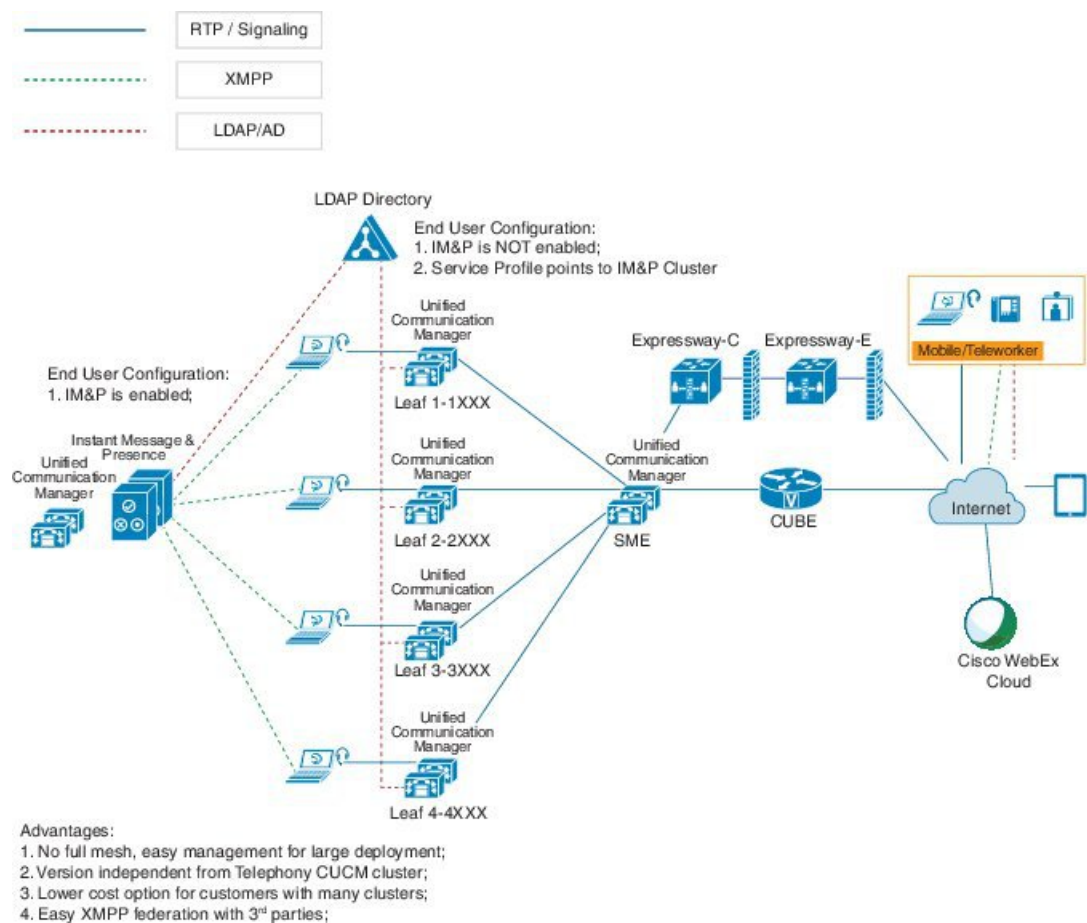 RTP / Signaling
XMPP
LDAP/AD
LDAP Directory
End User Configuration:
1. IM&P is NOT enabled;
2. Service Profile points to IM&P Cluster
Unified
Communication
Manager
Leaf 1-1XXX
Expressway-C
Expressway-E
Mobile/Teleworker
End User Configuration:
1. IM&P is enabled;
Instant Message &
Presence
Unified
Communication
Manager
Unified
Communication
Manager
Leaf 2-2XXX
Unified
Communication
Manager
SME
CUBE
Internet
Unified
Communication
Manager
Leaf 3-3XXX
Cisco WebEx
Cloud
Unified
Communication
Manager
Leaf 4-4XXX
Advantages:
1. No full mesh, easy management for large deployment;
2. Version independent from Telephony CUCM cluster;
3. Lower cost option for customers with many clusters;
4. Easy XMPP federation with 3rd parties;